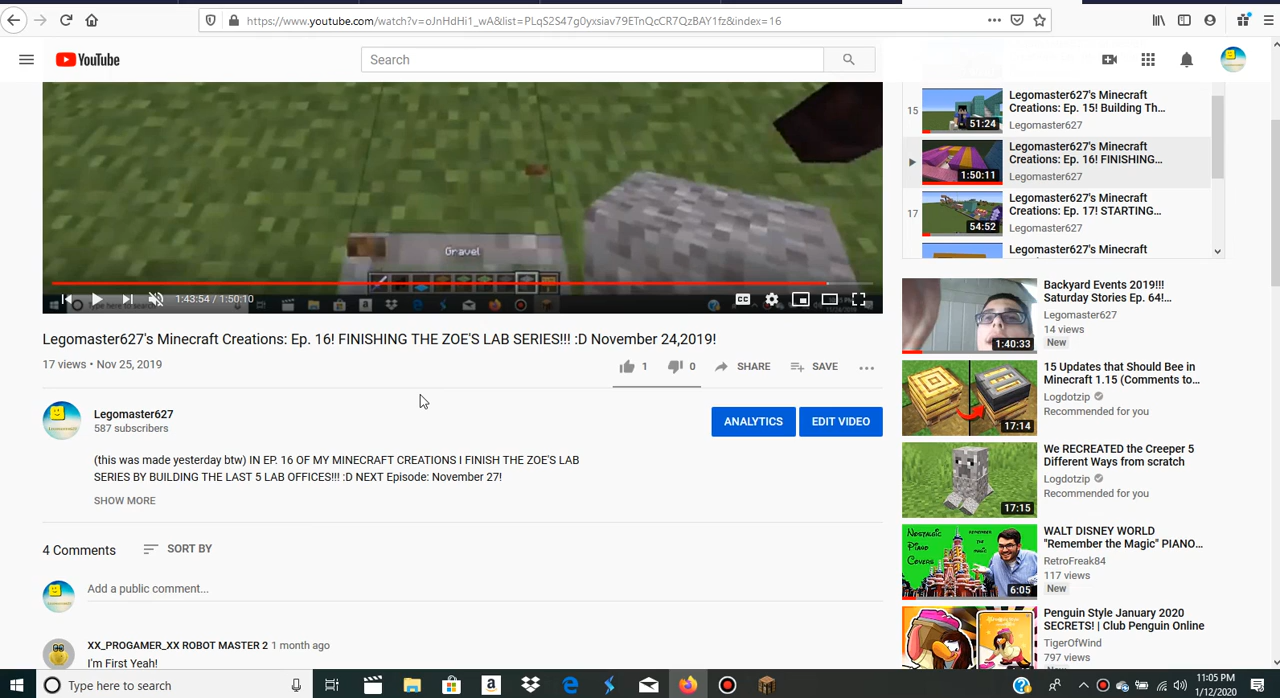 https://www.youtube.com/watch?v=oJnHdHi1_wA&list=PLqS2S47g0yxsiav79ETnQcCR7QzBAY1fz&index=16
YouTube
Search
Gravel
1:43:54 / 1:50:10
CC
Legomaster627's Minecraft Creations: Ep. 16! FINISHING THE ZOE'S LAB SERIES!!! :D November 24,2019!
17 views • Nov 25, 2019
1
0
SHARE
SAVE
Legomaster627
587 subscribers
ANALYTICS
EDIT VIDEO
(this was made yesterday btw) IN EP. 16 OF MY MINECRAFT CREATIONS I FINISH THE ZOE'S LAB
SERIES BY BUILDING THE LAST 5 LAB OFFICES!!! :D NEXT Episode: November 27!
SHOW MORE
4 Comments
SORT BY
Add a public comment...
XX_PROGAMER_XX ROBOT MASTER 2 1 month ago
I'm First Yeah!
15
51:24
Legomaster627's Minecraft
Creations: Ep. 15! Building Th...
Legomaster627
1:50:11
Legomaster627's Minecraft
Creations: Ep. 16! FINISHING...
Legomaster627
17
54:52
Legomaster627's Minecraft
Creations: Ep. 17! STARTING...
Legomaster627
Legomaster627's Minecraft
1:40:33
Backyard Events 2019!!!
Saturday Stories Ep. 64!...
Legomaster627
14 views
New
17:14
15 Updates that Should Bee in
Minecraft 1.15 (Comments to...
Logdotzip
Recommended for you
17:15
We RECREATED the Creeper 5
Different Ways from scratch
Logdotzip
Recommended for you
NOSTALGIC
PIANO
COVERS
REMEMBER
THE
MAGIC
6:05
WALT DISNEY WORLD
"Remember the Magic" PIANO...
RetroFreak84
117 views
New
Penguin Style January 2020
SECRETS! | Club Penguin Online
TigerOfWind
797 views
Type here to search
11:05 PM
1/12/2020